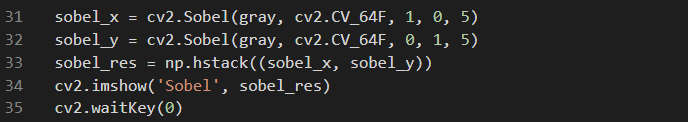 31 sobel_x = cv2.Sobel(gray, cv2.CV_64F, 1, 0, 5)
32 sobel_y = cv2.Sobel(gray, cv2.CV_64F, 0, 1, 5)
33 sobel_res = np.hstack((sobel_x, sobel_y))
34 cv2.imshow('Sobel', sobel_res)
35 cv2.waitKey(0)